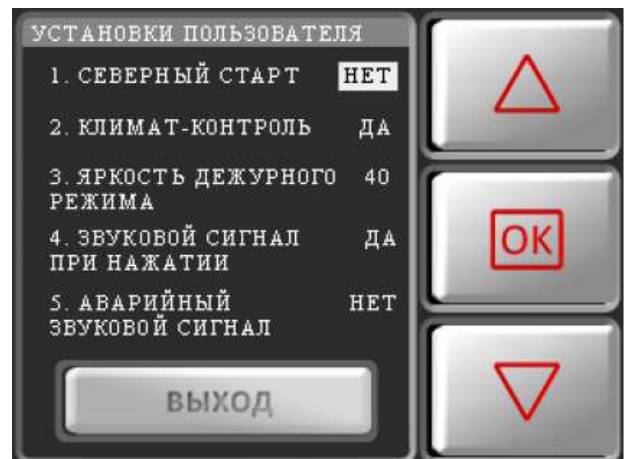 УСТАНОВКИ ПОЛЬЗОВАТЕЛЯ
1. СЕВЕРНЫЙ СТАРТ НЕТ
2. КЛИМАТ-КОНТРОЛЬ ДА
3. ЯРКОСТЬ ДЕЖУРНОГО 40
РЕЖИМА
4. ЗВУКОВОЙ СИГНАЛ ДА
ПРИ НАЖАТИИ
5. АВАРИЙНЫЙ НЕТ
ЗВУКОВОЙ СИГНАЛ
ВЫХОД
OK